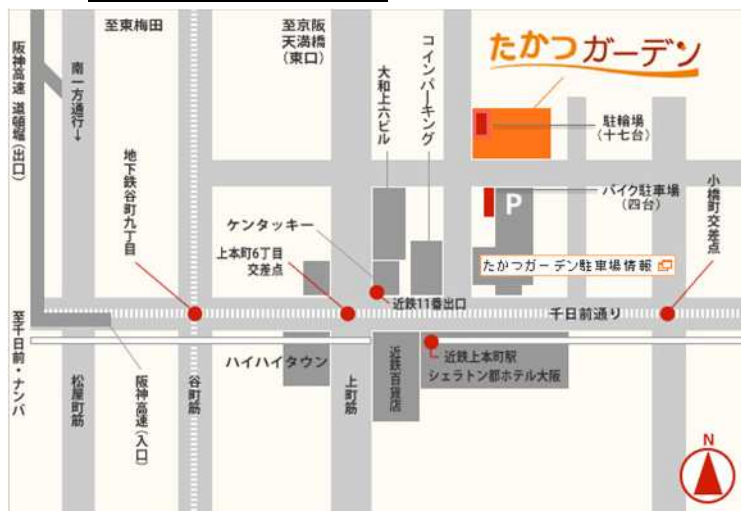 至東梅田
至京阪
天満橋
（東口）
阪神高速 道頓堀（出口）
南一方通行→
大和上六ビル
コインパーキング
たかつガーデン
駐輪場
（十七台）
地下鉄谷町九丁目
バイク駐車場
（四台）
P
小橋町交差点
ケンタッキー
上本町6丁目
交差点
たかつガーデン駐車場情報
近鉄11番出口
千日前通り
至千日前・ナンバ
ハイハイタウン
近鉄百貨店
近鉄上本町駅
シェラトン都ホテル大阪
松屋町筋
阪神高速（入口）
谷町筋
上町筋
N